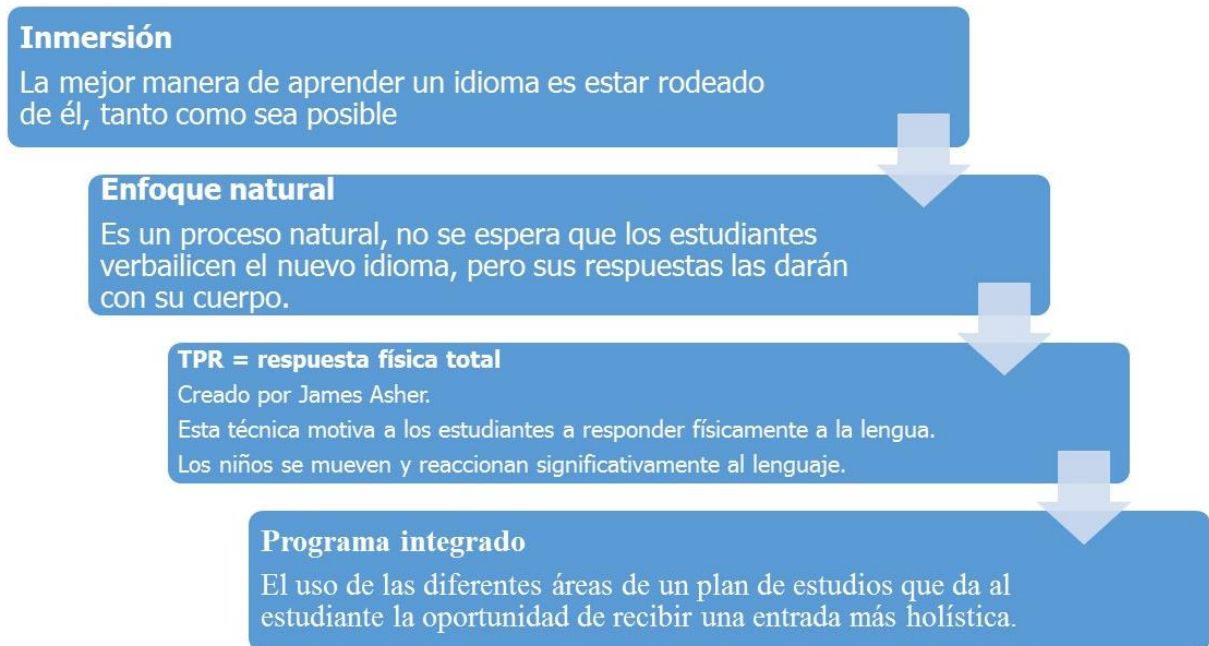 Inmersión
La mejor manera de aprender un idioma es estar rodeado
de él, tanto como sea posible
Enfoque natural
Es un proceso natural, no se espera que los estudiantes
verbailicen el nuevo idioma, pero sus respuestas las darán
con su cuerpo.
TPR = respuesta física total
Creado por James Asher.
Esta técnica motiva a los estudiantes a responder físicamente a la lengua.
Los niños se mueven y reaccionan significativamente al lenguaje.
Programa integrado
El uso de las diferentes áreas de un plan de estudios que da al
estudiante la oportunidad de recibir una entrada más holística.